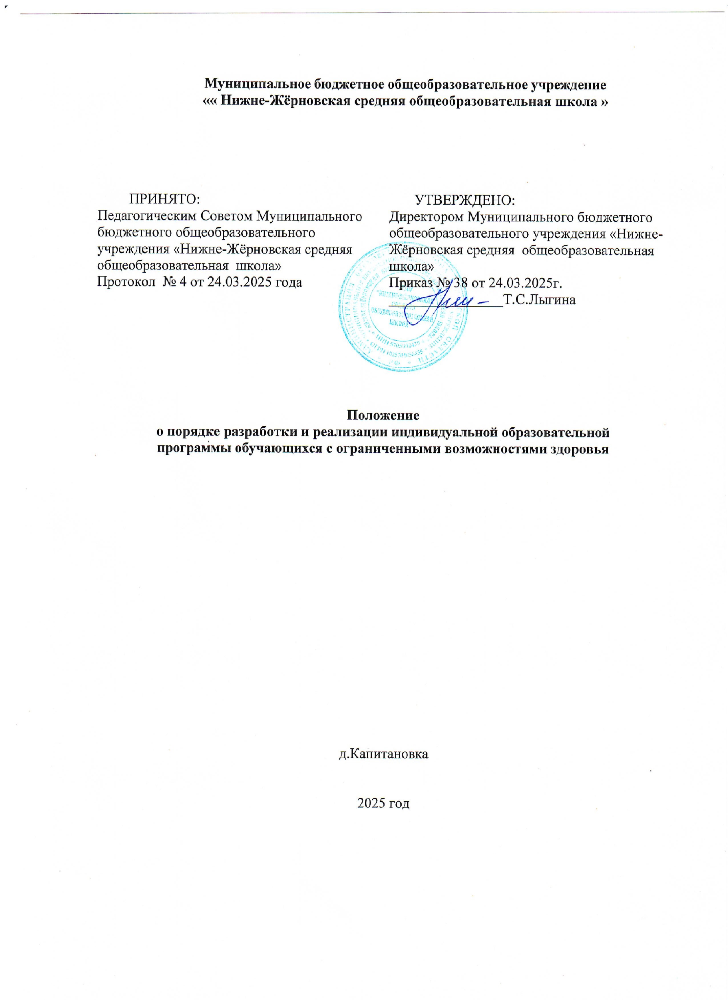 Муниципальное бюджетное общеобразовательное учреждение
«« Нижне-Жёрновская средняя общеобразовательная школа »
ПРИНЯТО:
Педагогическим Советом Муниципального
бюджетного общеобразовательного
учреждения «Нижне-Жёрновская средняя
общеобразовательная школа»
Протокол № 4 от 24.03.2025 года
УТВЕРЖДЕНО:
Директором Муниципального бюджетного
общеобразовательного учреждения «Нижне-
Жёрновская средняя общеобразовательная
школа»
Приказ № 38 от 24.03.2025г.
Т.С.Лыгина
Положение
о порядке разработки и реализации индивидуальной образовательной
программы обучающихся с ограниченными возможностями здоровья
д.Капитановка
2025 год